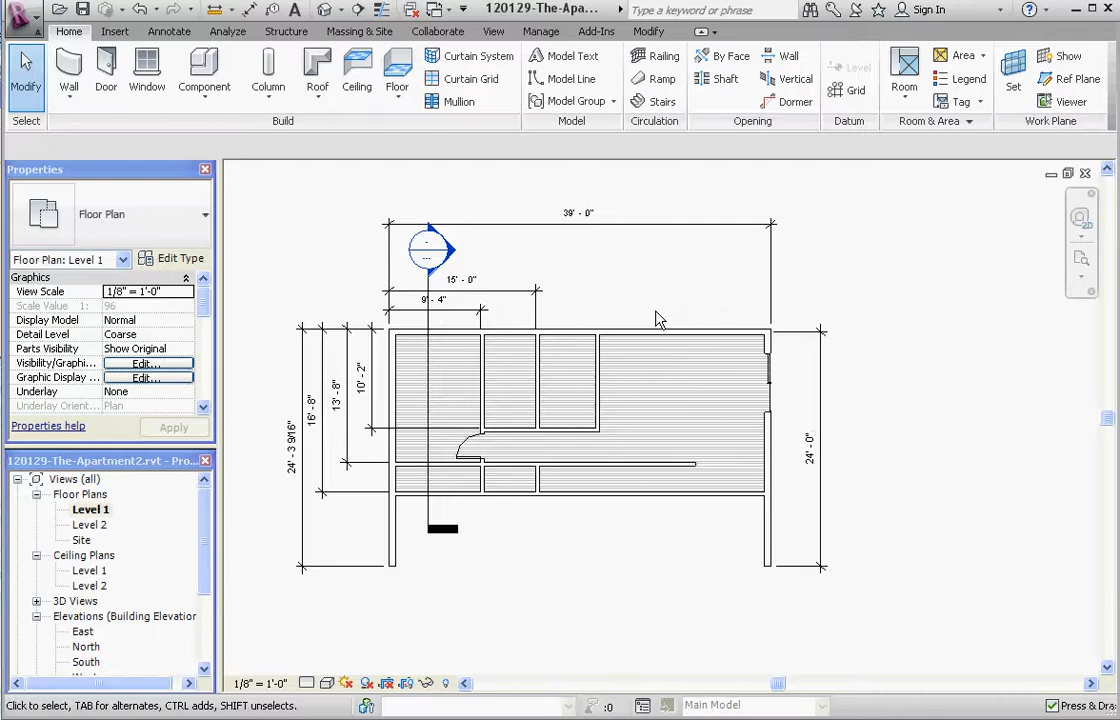 120129-The-Apa...
Type a keyword or phrase
Sign In
Home Insert Annotate Analyze Structure Massing & Site Collaborate View Manage Add-Ins Modify
Modify
Wall
Door
Window
Component
Column
Roof
Ceiling
Floor
Curtain System
Curtain Grid
Mullion
Model Text
Model Line
Model Group
Railing
Ramp
Stairs
By Face
Shaft
Wall
Vertical
Dormer
Level
Grid
Room
Area
Legend
Tag
Set
Show
Ref Plane
Viewer
Select
Build
Model
Circulation
Opening
Datum
Room & Area
Work Plane
Properties
Floor Plan
Floor Plan: Level 1
Edit Type
Graphics
View Scale 1/8" = 1'-0"
Scale Value 1: 96
Display Model Normal
Detail Level Coarse
Parts Visibility Show Original
Visibility/Graphi... Edit...
Graphic Display ... Edit...
Underlay None
Underlay Orient... Plan
Properties help
Apply
120129-The-Apartment2.rvt - Pro...
Views (all)
Floor Plans
Level 1
Level 2
Site
Ceiling Plans
Level 1
Level 2
3D Views
Elevations (Building Elevation
East
North
South
39' - 0"
15' - 0"
9' - 4"
10' - 2"
13' - 8"
16' - 8"
24' - 3 9/16"
24' - 0"
1/8" = 1'-0"
Click to select, TAB for alternates, CTRL adds, SHIFT unselects.
:0
Main Model
Press & Dra